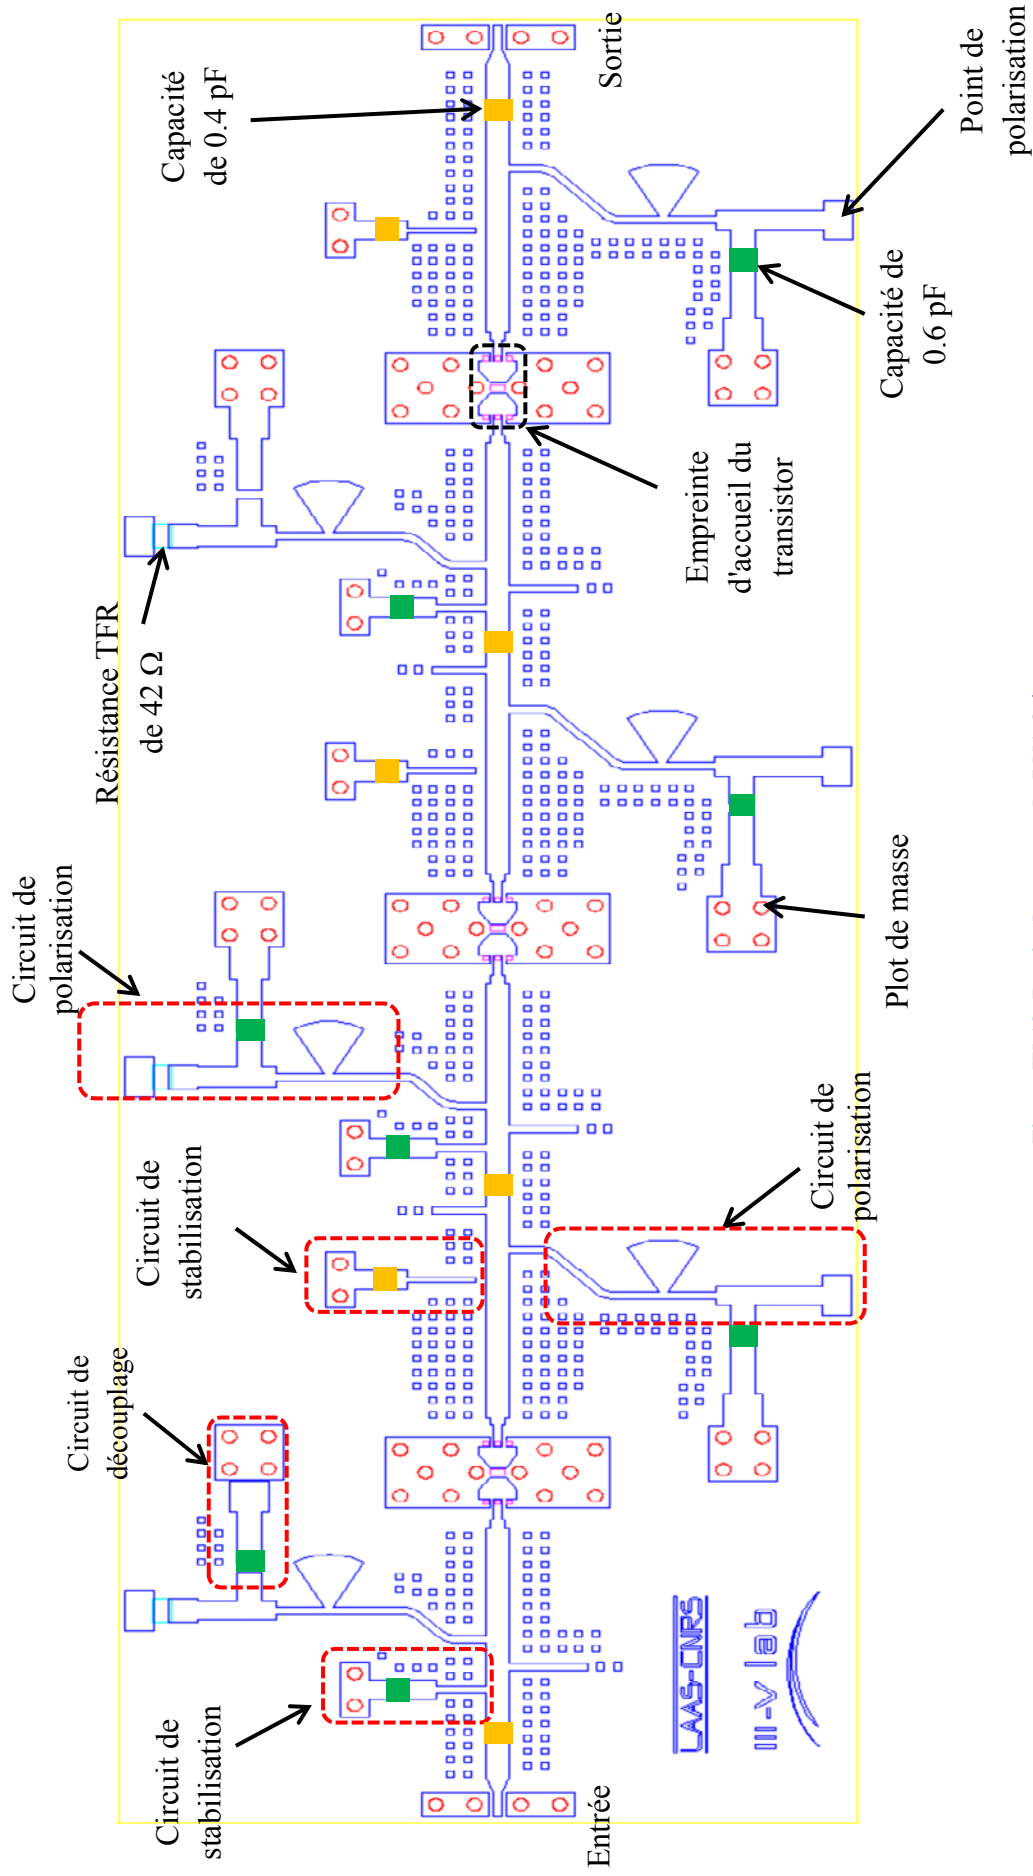 Circuit de
stabilisation
Circuit de
découplage
Circuit de
stabilisation
Circuit de
polarisation
Résistance TFR
de 42 Ω
Capacité
de 0.4 pF
Entrée
Sortie
LAAS-CNRS
III-V lab
Circuit de
polarisation
Plot de masse
Empreinte
d'accueil du
transistor
Capacité de
0.6 pF
Point de
polarisation